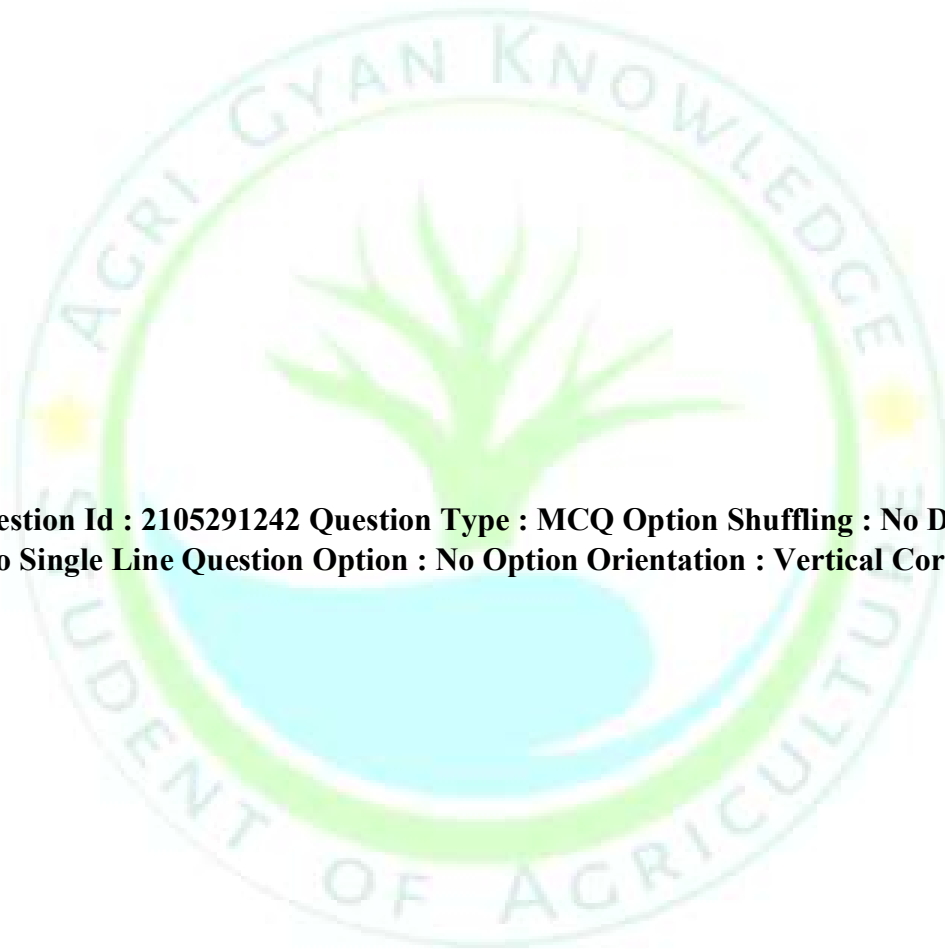 AGRI GYAN KNOWLEDGE
estion Id : 2105291242 Question Type : MCQ Option Shuffling : No D
o Single Line Question Option : No Option Orientation : Vertical Cor
STUDENT OF AGRICULTURE